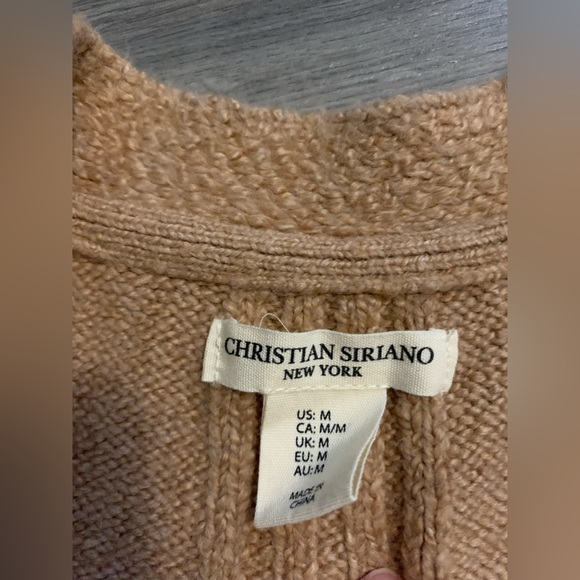 CHRISTIAN SIRIANO
NEW YORK
US: M
CA: M/M
UK: M
EU: M
AU: M
MADE IN
CHINA